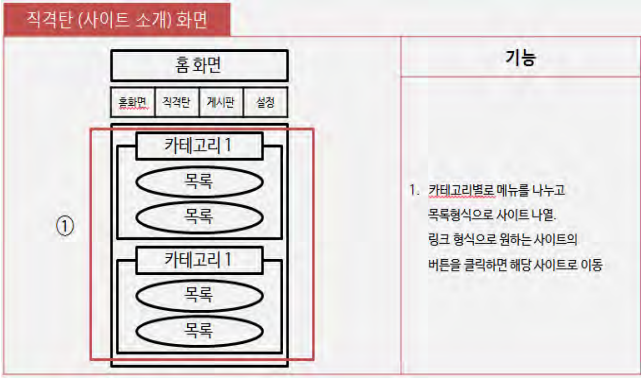 직격탄 (사이트 소개) 화면
홈 화면
홈화면 직격탄 게시판 설정
카테고리 1
목록
목록
①
카테고리 1
목록
목록
기능
1. 카테고리별로 메뉴를 나누고
목록형식으로 사이트 나열.
링크 형식으로 원하는 사이트의
버튼을 클릭하면 해당 사이트로 이동